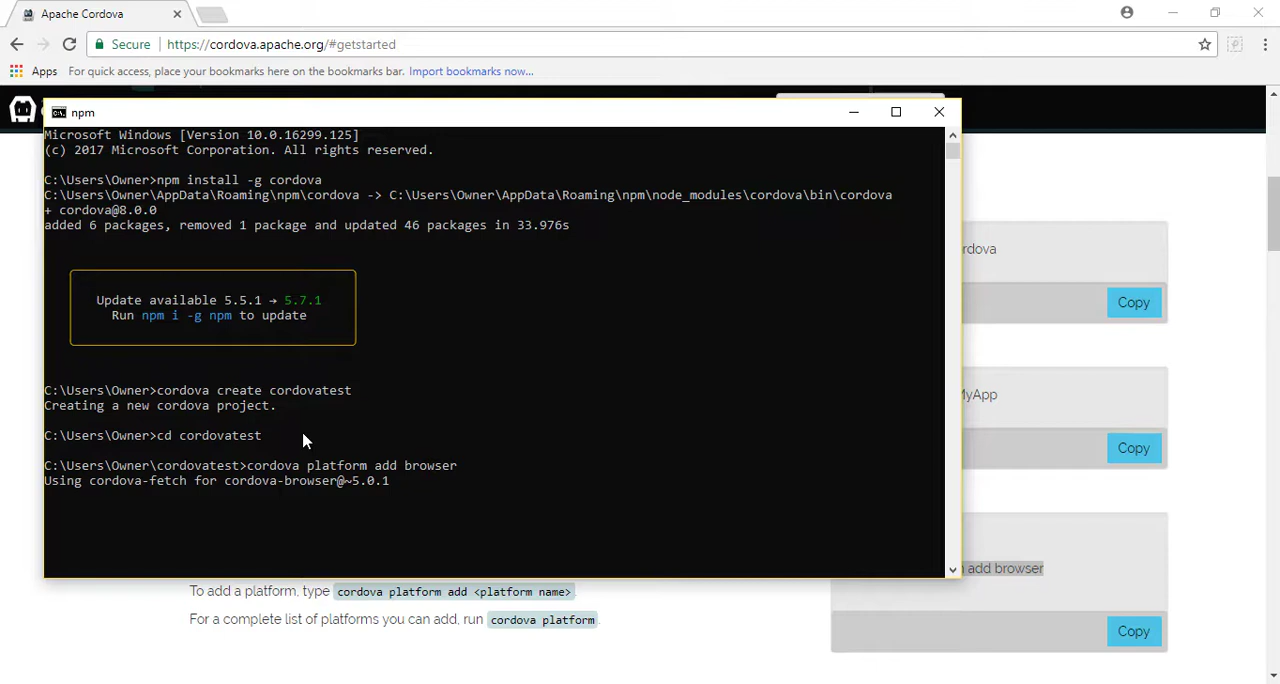 Apache Cordova
Secure
https://cordova.apache.org/#getstarted
Apps
For quick access, place your bookmarks here on the bookmarks bar. Import bookmarks now...
npm
Microsoft Windows [Version 10.0.16299.125]
(c) 2017 Microsoft Corporation. All rights reserved.
C:\Users\Owner>npm install -g cordova
C:\Users\Owner\AppData\Roaming\npm\cordova -> C:\Users\Owner\AppData\Roaming\npm\node_modules\cordova\bin\cordova
+ cordova@8.0.0
added 6 packages, removed 1 package and updated 46 packages in 33.976s
Update available 5.5.1 → 5.7.1
Run npm i -g npm to update
C:\Users\Owner>cordova create cordovatest
Creating a new cordova project.
C:\Users\Owner>cd cordovatest
C:\Users\Owner\cordovatest>cordova platform add browser
Using cordova-fetch for cordova-browser@~5.0.1
rdova
Copy
MyApp
Copy
add browser
Copy
To add a platform, type cordova platform add <platform name>.
For a complete list of platforms you can add, run cordova platform.